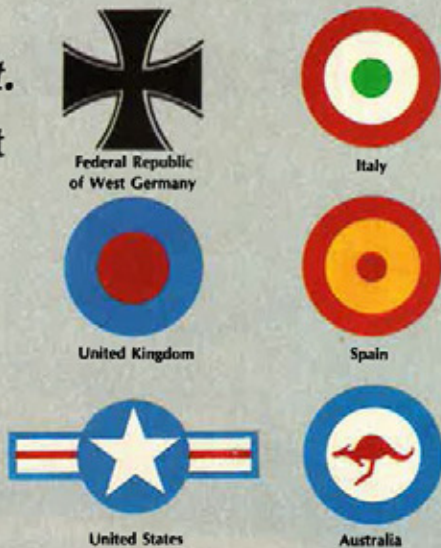 t.
t
Federal Republic
of West Germany
Italy
United Kingdom
Spain
United States
Australia